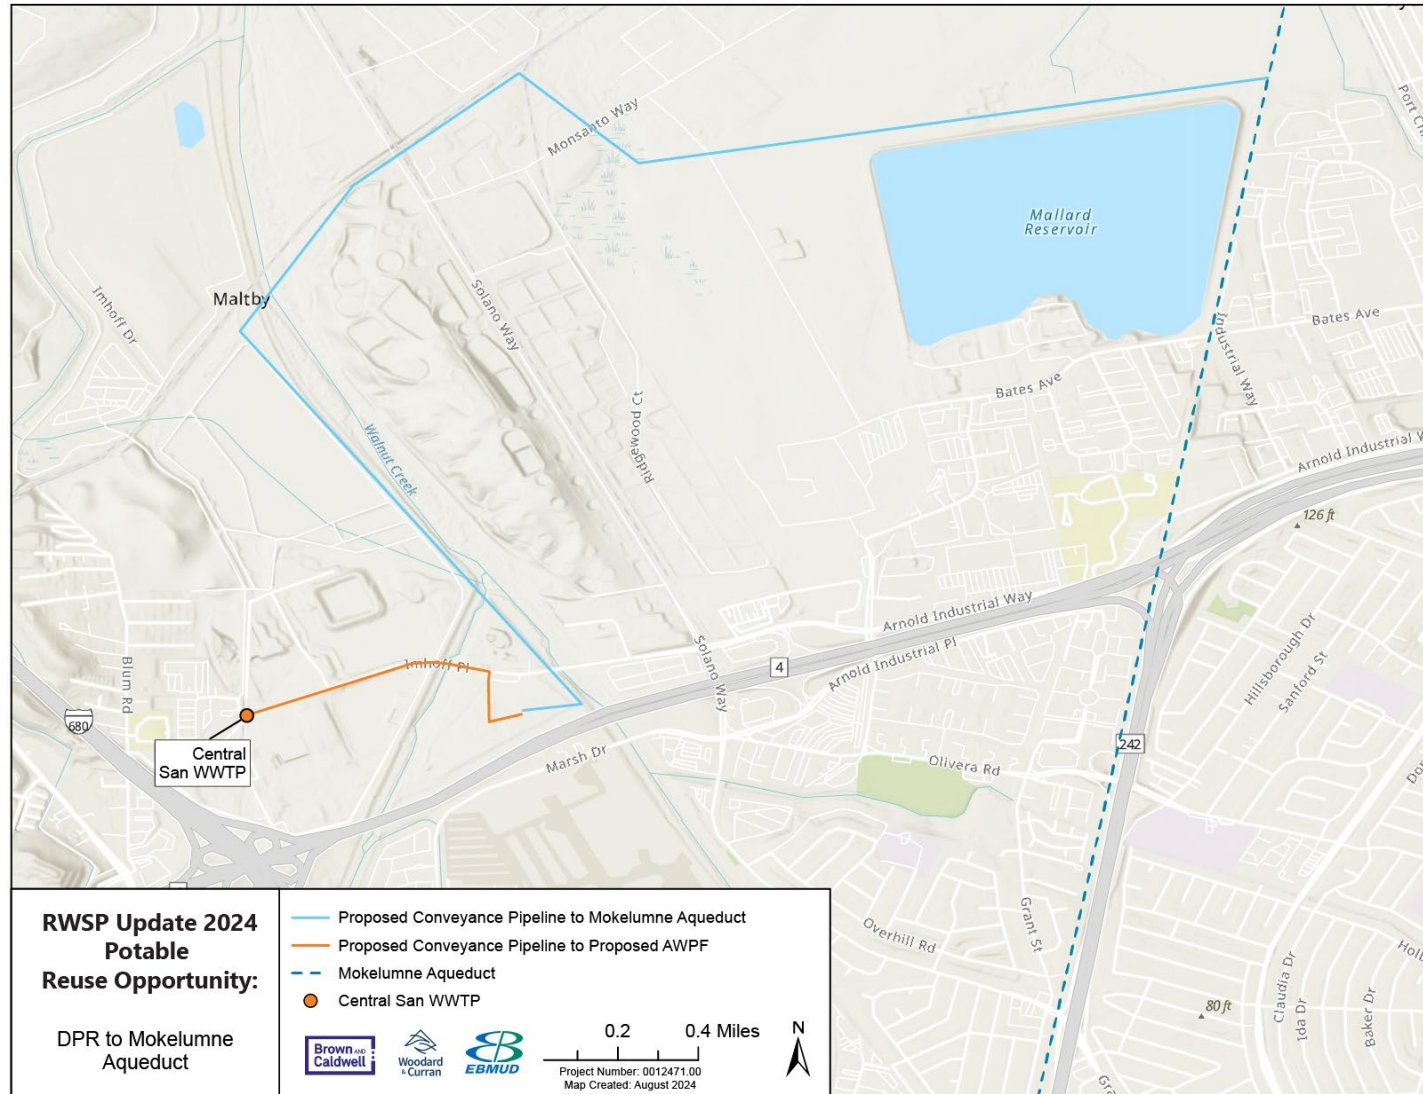 Port Ch
Monsanto Way
Mallard
Reservoir
Maltby
Imhoff Dr
Solano Way
Industrial Way
Bates Ave
Bates Ave
Ridgewood Ct
Walnut Creek
Arnold Industrial W
126 ft
Arnold Industrial Way
Imhoff Pl
Solano Way
4
Arnold Industrial Pl
Hillsborough Dr
Sanford St
Blum Rd
680
Central
San WWTP
Marsh Dr
Olivera Rd
242
Grant St
Overhill Rd
Claudia Dr
Ida Dr
Baker Dr
80 ft
RWSP Update 2024
Potable
Reuse Opportunity:
DPR to Mokelumne
Aqueduct
Proposed Conveyance Pipeline to Mokelumne Aqueduct
Proposed Conveyance Pipeline to Proposed AWPF
Mokelumne Aqueduct
Central San WWTP
Brown AND
Caldwell
Woodard
& Curran
EBMUD
0.2 0.4 Miles
Project Number: 0012471.00
Map Created: August 2024
N